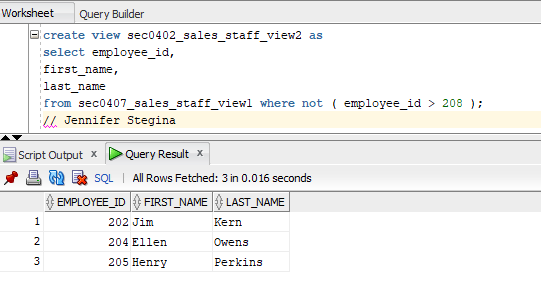 Worksheet Query Builder
create view sec0402_sales_staff_view2 as
select employee_id,
first_name,
last_name
from sec0407_sales_staff_view1 where not ( employee_id > 208 );
// Jennifer Stegina
Script Output x Query Result x
SQL | All Rows Fetched: 3 in 0.016 seconds
EMPLOYEE_ID FIRST_NAME LAST_NAME
1 202 Jim Kern
2 204 Ellen Owens
3 205 Henry Perkins